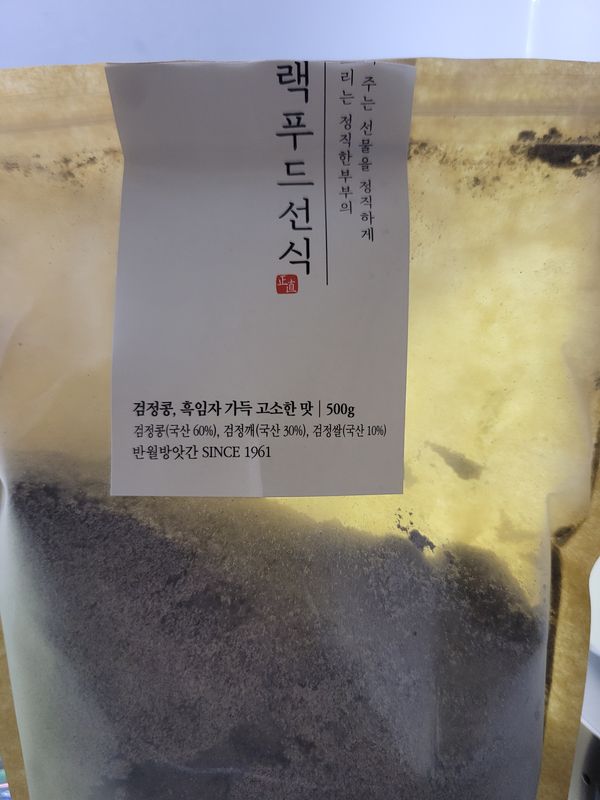 랙푸드선식
주는 선물을 정직하게
드리는 정직한부부의
正直
검정콩, 흑임자 가득 고소한 맛 | 500g
검정콩(국산 60%), 검정깨(국산 30%), 검정쌀(국산 10%)
반월방앗간 SINCE 1961